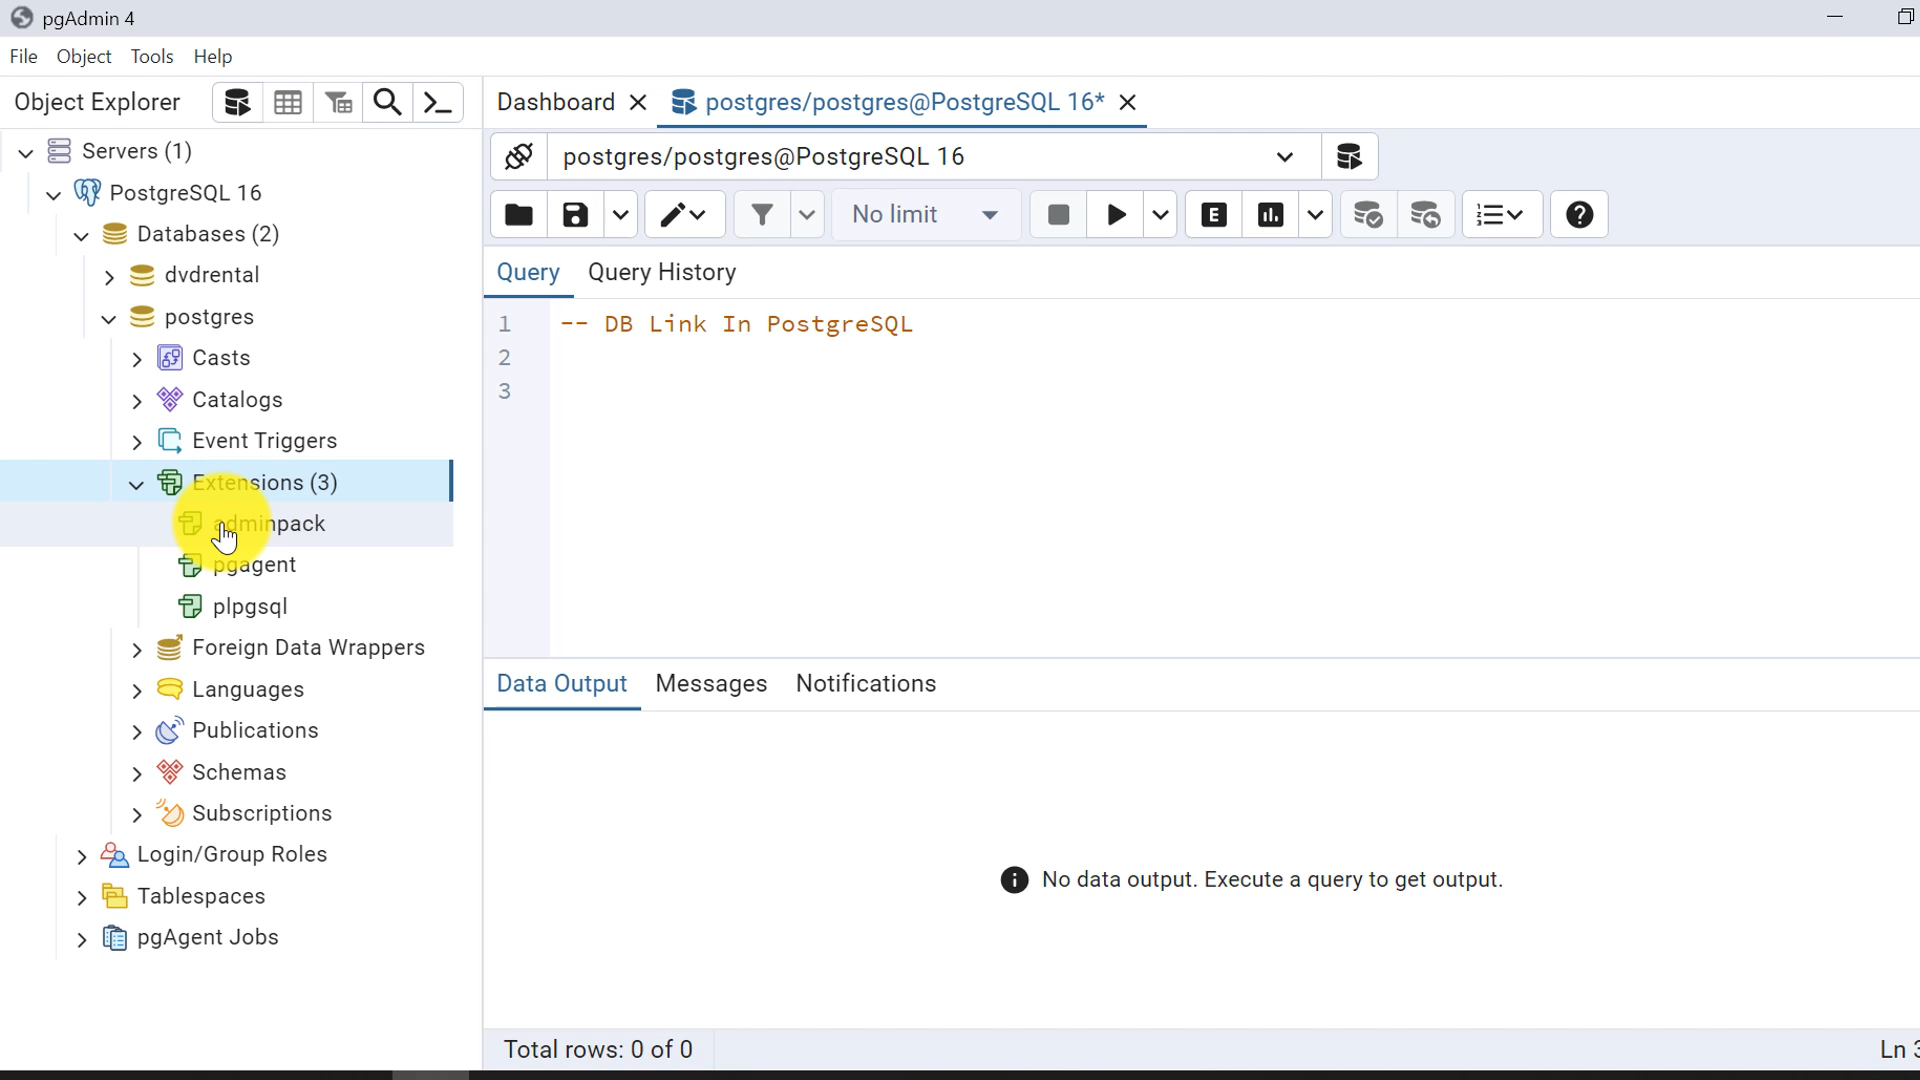 pgAdmin 4
File Object Tools Help
Object Explorer
Servers (1)
PostgreSQL 16
Databases (2)
dvdrental
postgres
Casts
Catalogs
Event Triggers
Extensions (3)
adminpack
pgagent
plpgsql
Foreign Data Wrappers
Languages
Publications
Schemas
Subscriptions
Login/Group Roles
Tablespaces
pgAgent Jobs
Dashboard postgres/postgres@PostgreSQL 16*
postgres/postgres@PostgreSQL 16
No limit E
Query Query History
1 -- DB Link In PostgreSQL
2
3
Data Output Messages Notifications
No data output. Execute a query to get output.
Total rows: 0 of 0 Ln